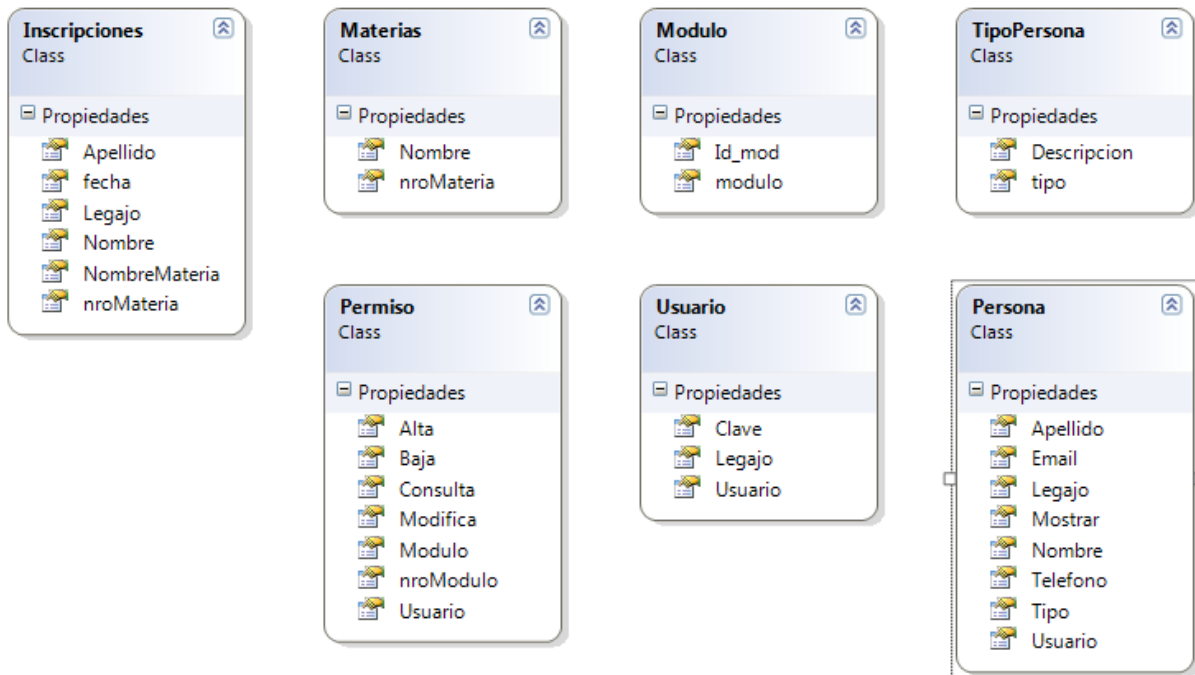 Inscripciones
Class
Propiedades
Apellido
fecha
Legajo
Nombre
NombreMateria
nroMateria
Materias
Class
Propiedades
Nombre
nroMateria
Modulo
Class
Propiedades
Id_mod
modulo
TipoPersona
Class
Propiedades
Descripcion
tipo
Permiso
Class
Propiedades
Alta
Baja
Consulta
Modifica
Modulo
nroModulo
Usuario
Usuario
Class
Propiedades
Clave
Legajo
Usuario
Persona
Class
Propiedades
Apellido
Email
Legajo
Mostrar
Nombre
Telefono
Tipo
Usuario